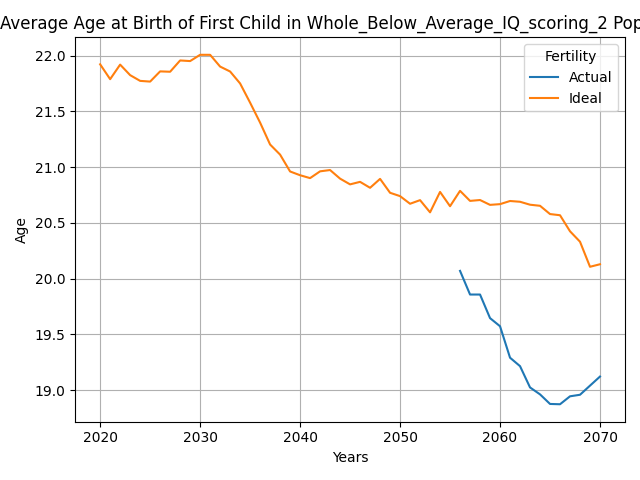 Average Age at Birth of First Child in Whole_Below_Average_IQ_scoring_2 Pop
Fertility
Actual
Ideal
22.0
21.5
21.0
20.5
20.0
19.5
19.0
Age
2020 2030 2040 2050 2060 2070
Years